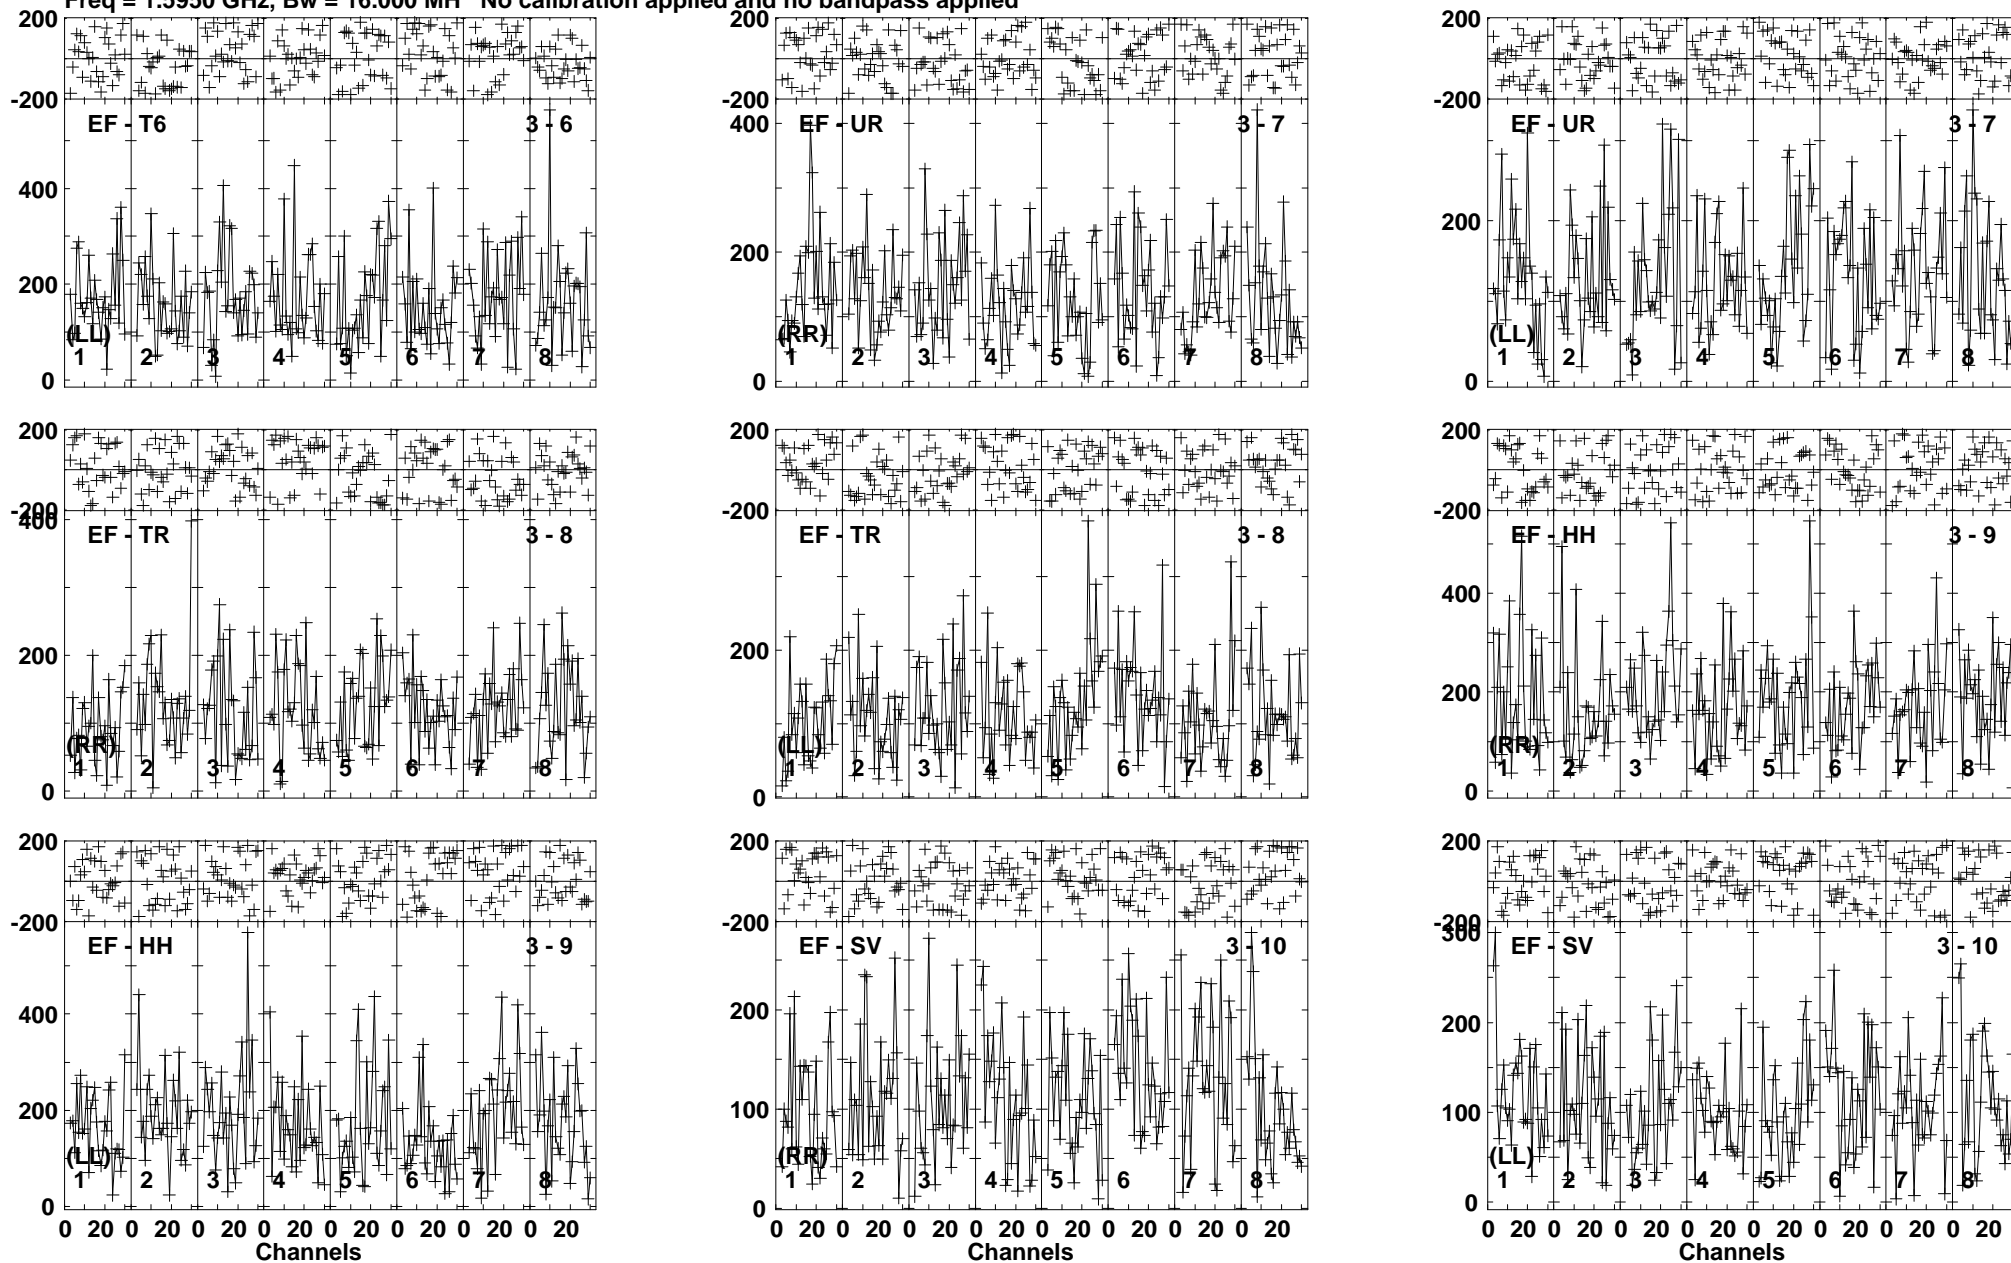 Freq = 1.5950 GHz, Bw = 16.000 MH No calibration applied and no bandpass applied
200 200 200
-200 -200 -200
EF - T6 3 - 6 EF - UR 3 - 7 EF - UR 3 - 7
400 400
200 200 200
(LL) (RR) (LL)
1 2 3 4 5 6 7 8 1 2 3 4 5 6 7 8 1 2 3 4 5 6 7 8
0 0 0
200 200 200
-200 -200 -200
400
EF - TR 3 - 8 EF - TR 3 - 8 EF - HH 3 - 9
400
200 200 200
(RR) (LL) (RR)
1 2 3 4 5 6 7 8 1 2 3 4 5 6 7 8 1 2 3 4 5 6 7 8
0 0 0
200 200 200
-200 -200 -200
300
EF - HH 3 - 9 EF - SV 3 - 10 EF - SV 3 - 10
400 200 200
200 100 100
(LL) (RR) (LL)
1 2 3 4 5 6 7 8 1 2 3 4 5 6 7 8 1 2 3 4 5 6 7 8
0 0 0
0 20 0 20 0 20 0 20 0 20 0 20 0 20 0 20 0 20 0 20 0 20 0 20 0 20 0 20 0 20 0 20 0 20 0 20 0 20 0 20 0 20 0 20 0 20 0 20
Channels Channels Channels